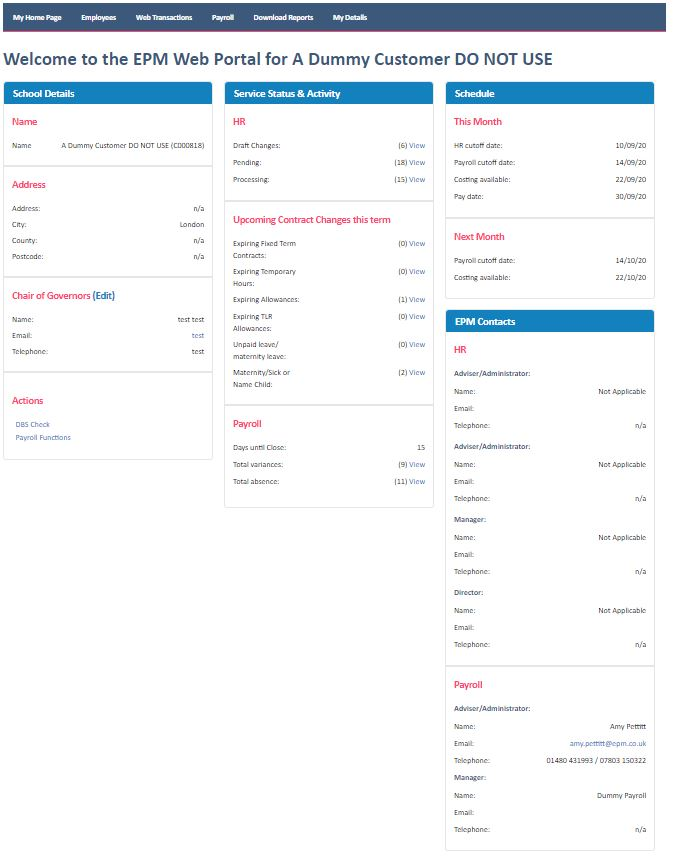 My Home Page Employees Web Transactions Payroll Download Reports My Details
Welcome to the EPM Web Portal for A Dummy Customer DO NOT USE
School Details
Name
Name A Dummy Customer DO NOT USE (C000818)
Address
Address: n/a
City: London
County: n/a
Postcode: n/a
Chair of Governors (Edit)
Name: test test
Email: test
Telephone: test
Actions
DBS Check
Payroll Functions
Service Status & Activity
HR
Draft Changes: (6) View
Pending: (18) View
Processing: (15) View
Upcoming Contract Changes this term
Expiring Fixed Term (0) View
Contracts:
Expiring Temporary (0) View
Hours:
Expiring Allowances: (1) View
Expiring TLR (0) View
Allowances:
Unpaid leave/ (0) View
maternity leave:
Maternity/Sick or (2) View
Name Child:
Payroll
Days until Close: 15
Total variances: (9) View
Total absence: (11) View
Schedule
This Month
HR cutoff date: 10/09/20
Payroll cutoff date: 14/09/20
Costing available: 22/09/20
Pay date: 30/09/20
Next Month
Payroll cutoff date: 14/10/20
Costing available: 22/10/20
EPM Contacts
HR
Adviser/Administrator:
Name: Not Applicable
Email:
Telephone: n/a
Adviser/Administrator:
Name: Not Applicable
Email:
Telephone: n/a
Manager:
Name: Not Applicable
Email:
Telephone: n/a
Director:
Name: Not Applicable
Email:
Telephone: n/a
Payroll
Adviser/Administrator:
Name: Amy Pettitt
Email: amy.pettitt@epm.co.uk
Telephone: 01480 431993 / 07803 150322
Manager:
Name: Dummy Payroll
Email:
Telephone: n/a